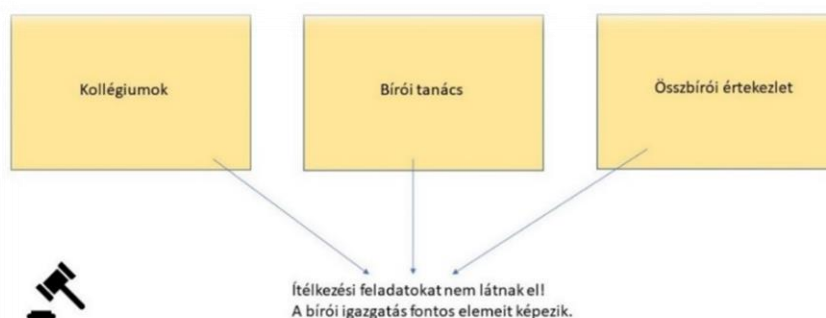 Kollégiumok
Bírói tanács
Összbírói értekezlet
Ítélkezési feladatokat nem látnak el!
A bírói igazgatás fontos elemeit képezik.